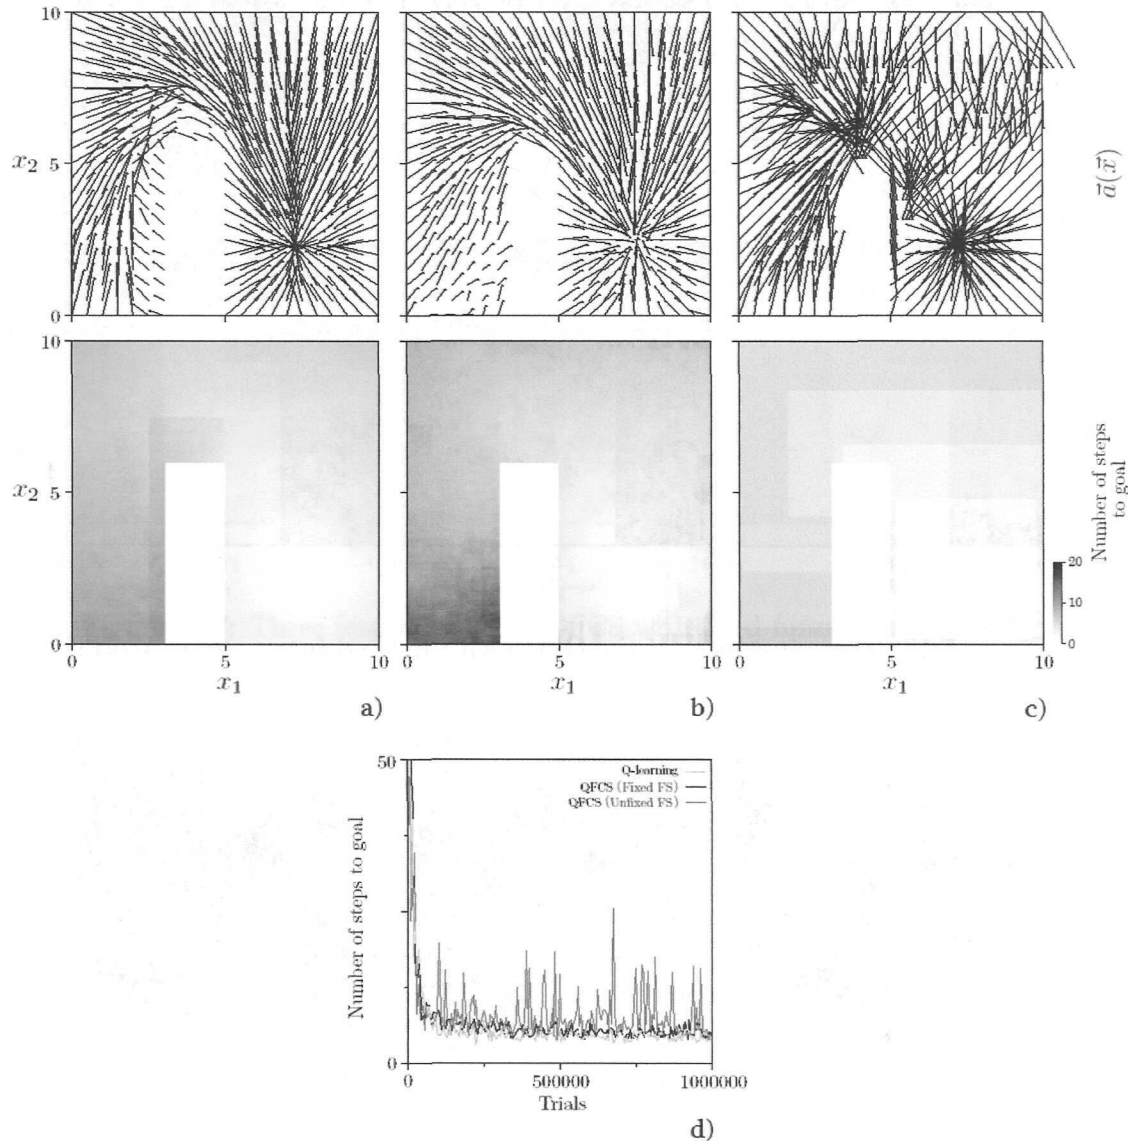 10
x2 5
0
a⃗(x⃗)
10
x2 5
0
0 5 10 5 10 0 5 10
x1 x1 x1
Number of steps
to goal
20
10
0
a) b) c)
50
Number of steps to goal
0
Q-learning
QFCS (Fixed FS)
QFCS (Unfixed FS)
0 500000 1000000
Trials
d)